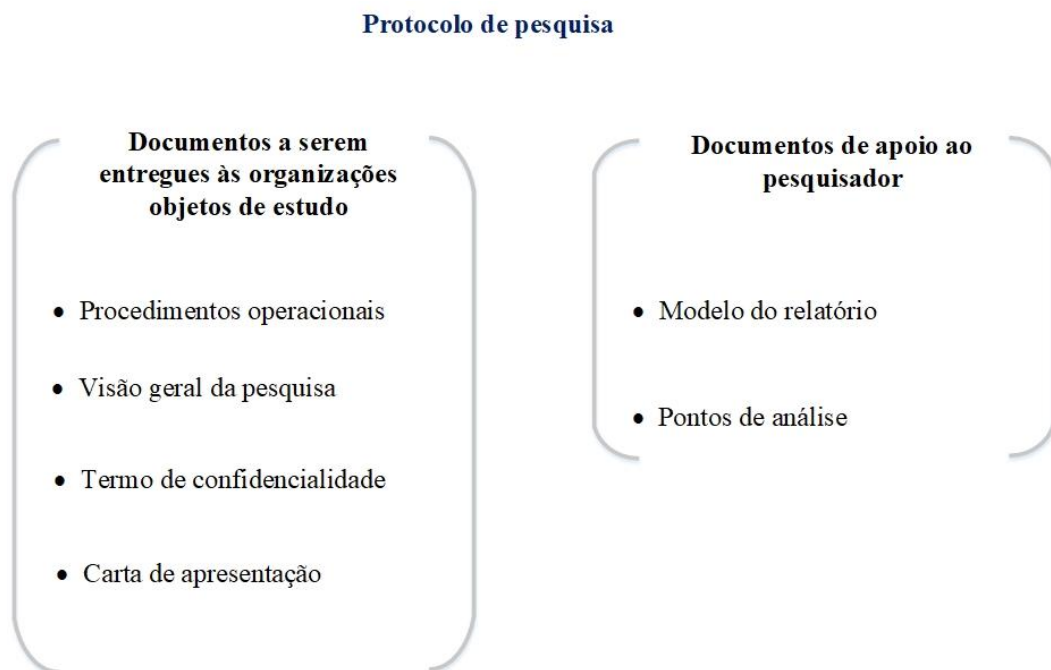 Protocolo de pesquisa
Documentos a serem
entregues às organizações
objetos de estudo
• Procedimentos operacionais
• Visão geral da pesquisa
• Termo de confidencialidade
• Carta de apresentação
Documentos de apoio ao
pesquisador
• Modelo do relatório
• Pontos de análise